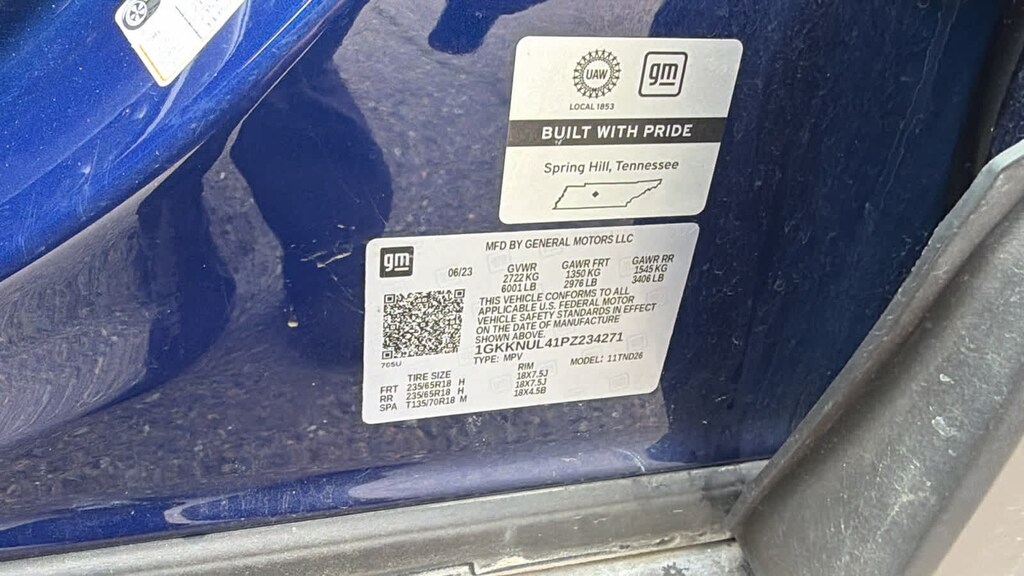 UAW
gm
LOCAL 1853
BUILT WITH PRIDE
Spring Hill, Tennessee
gm
MFD BY GENERAL MOTORS LLC
06/23 GVWR GAWR FRT GAWR RR
2722 KG 1350 KG 1545 KG
6001 LB 2976 LB 3406 LB
THIS VEHICLE CONFORMS TO ALL
APPLICABLE U.S. FEDERAL MOTOR
VEHICLE SAFETY STANDARDS IN EFFECT
ON THE DATE OF MANUFACTURE
SHOWN ABOVE.
1GKKNUL41PZ234271
705U TYPE: MPV MODEL: 11TND26
TIRE SIZE RIM
FRT 235/65R18 H 18X7.5J
RR 235/65R18 H 18X7.5J
SPA T135/70R18 M 18X4.5B